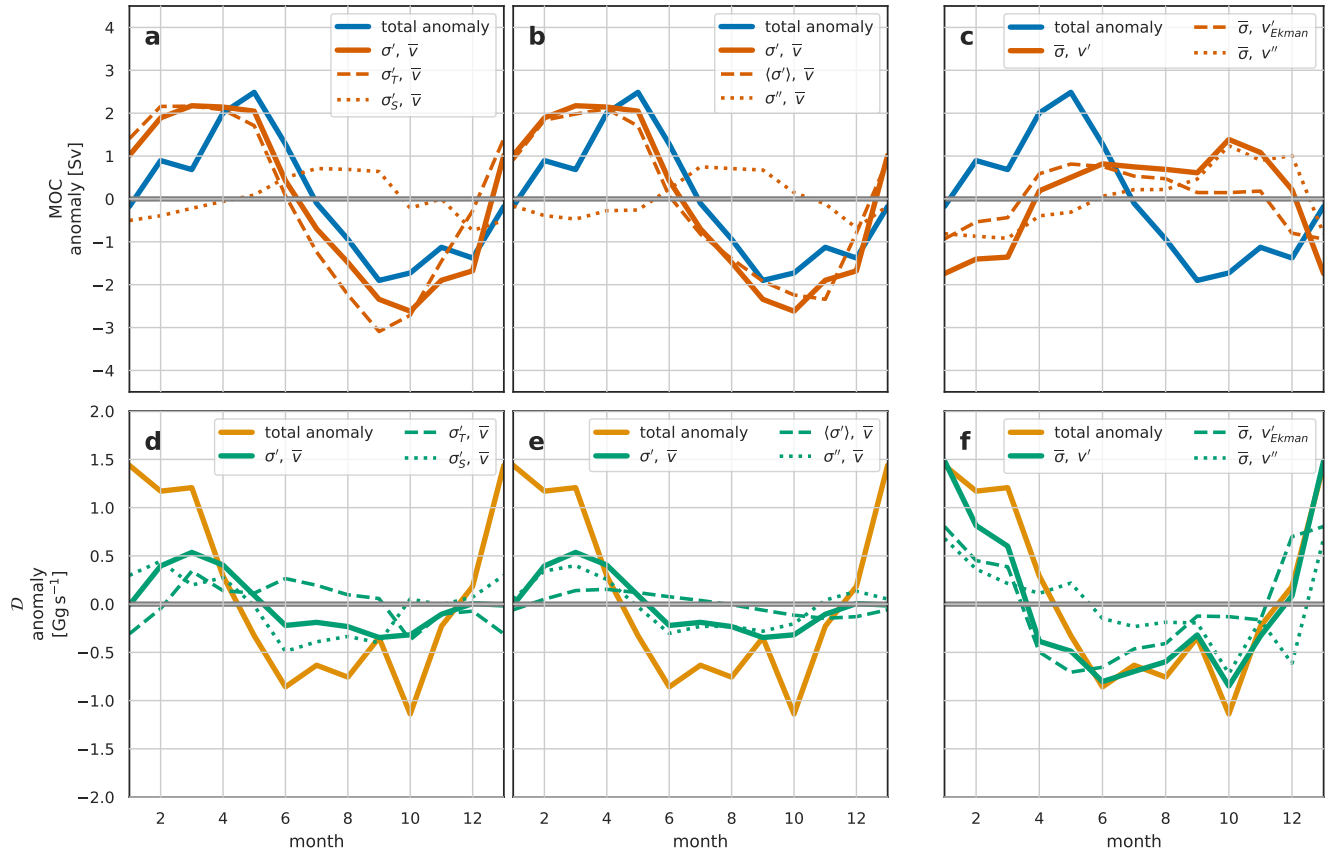 a
total anomaly
σ′, v̅
σ′_T, v̅
σ′_S, v̅
b
total anomaly
σ′, v̅
⟨σ′⟩, v̅
σ″, v̅
c
total anomaly
σ̅, v′
σ̅, v′_Ekman
σ̅, v″
MOC
anomaly [Sv]
4
3
2
1
0
−1
−2
−3
−4
d
total anomaly
σ′, v̅
σ′_T, v̅
σ′_S, v̅
e
total anomaly
σ′, v̅
⟨σ′⟩, v̅
σ″, v̅
f
total anomaly
σ̅, v′
σ̅, v′_Ekman
σ̅, v″
𝒟
anomaly
[Gg s⁻¹]
2.0
1.5
1.0
0.5
0.0
−0.5
−1.0
−1.5
−2.0
2 4 6 8 10 12
month
2 4 6 8 10 12
month
2 4 6 8 10 12
month